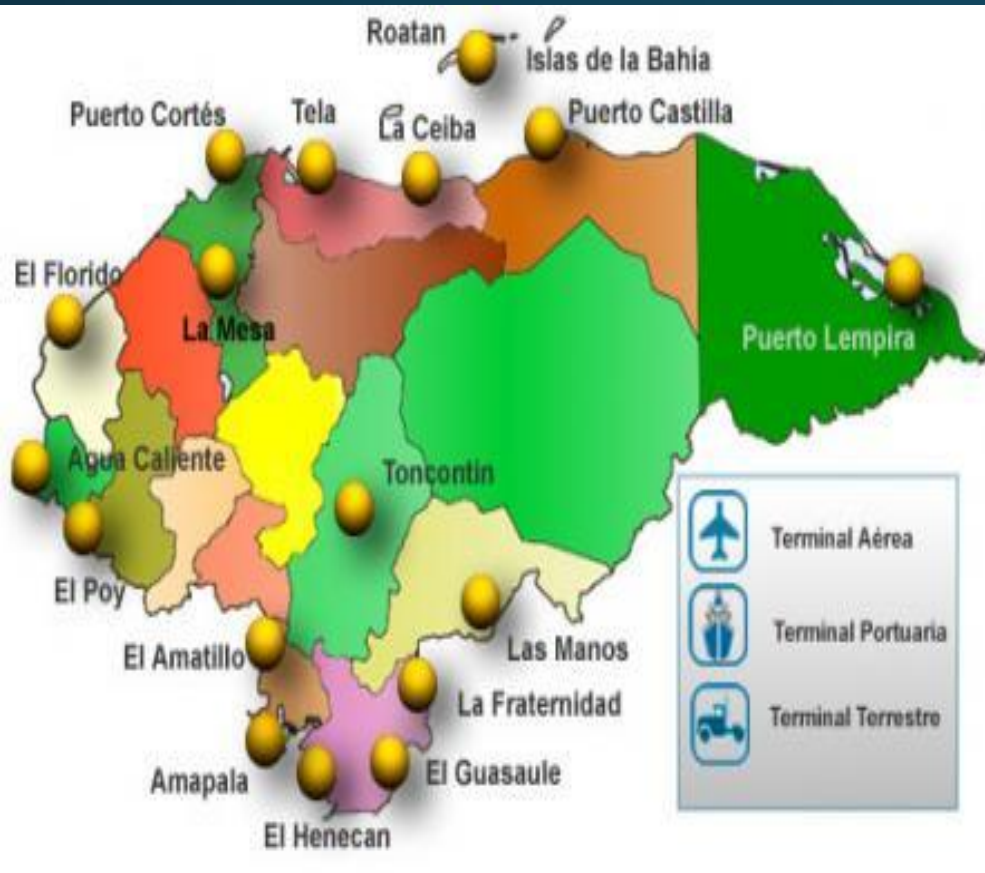 Roatan
Islas de la Bahia
Puerto Cortés
Tela
La Ceiba
Puerto Castilla
El Florido
La Mesa
Puerto Lempira
Agua Caliente
Toncontin
El Poy
El Amatillo
Las Manos
La Fraternidad
Amapala
El Guasaule
El Henecan
Terminal Aérea
Terminal Portuaria
Terminal Terrestre